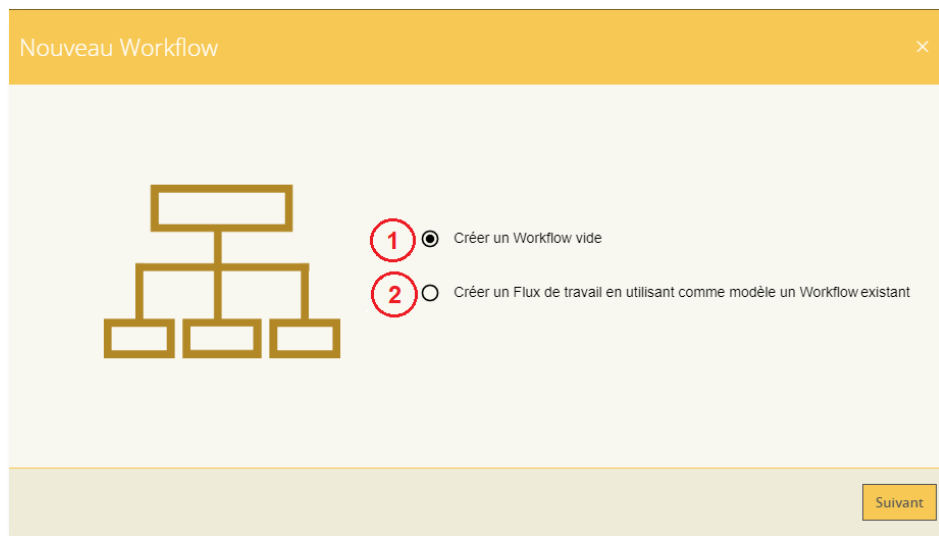 Nouveau Workflow ×
1 Créer un Workflow vide
2 Créer un Flux de travail en utilisant comme modèle un Workflow existant
Suivant